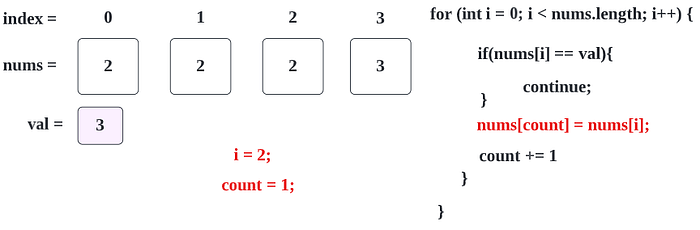 index = 0 1 2 3
nums = 2 2 2 3
val = 3
i = 2;
count = 1;
for (int i = 0; i < nums.length; i++) {
if(nums[i] == val){
continue;
}
nums[count] = nums[i];
count += 1
}
}